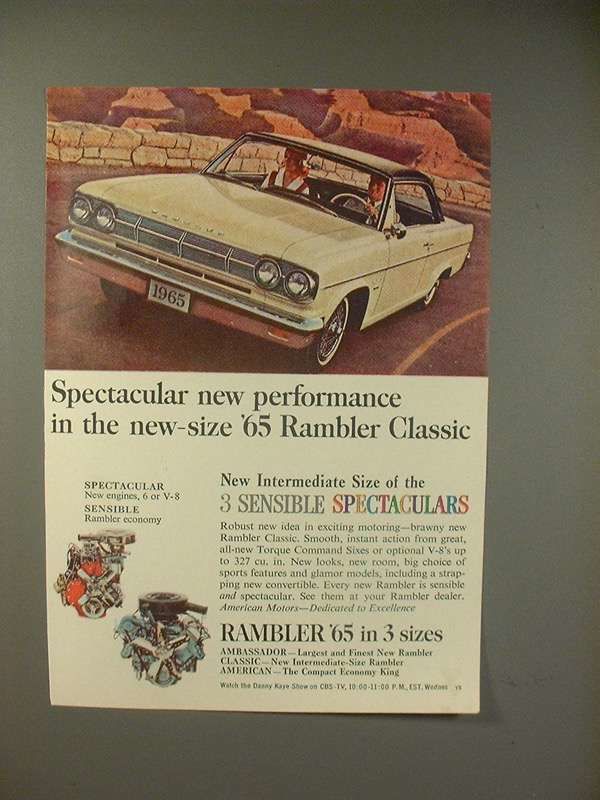 RAMBLER
1965
Spectacular new performance
in the new-size '65 Rambler Classic
SPECTACULAR
New engines, 6 or V-8
SENSIBLE
Rambler economy
New Intermediate Size of the
3 SENSIBLE SPECTACULARS
Robust new idea in exciting motoring—brawny new
Rambler Classic. Smooth, instant action from great,
all-new Torque Command Sixes or optional V-8's up
to 327 cu. in. New looks, new room, big choice of
sports features and glamor models, including a strap-
ping new convertible. Every new Rambler is sensible
and spectacular. See them at your Rambler dealer.
American Motors—Dedicated to Excellence
RAMBLER '65 in 3 sizes
AMBASSADOR—Largest and Finest New Rambler
CLASSIC—New Intermediate-Size Rambler
AMERICAN—The Compact Economy King
Watch the Danny Kaye Show on CBS-TV, 10:00-11:00 P.M., EST, Wednes